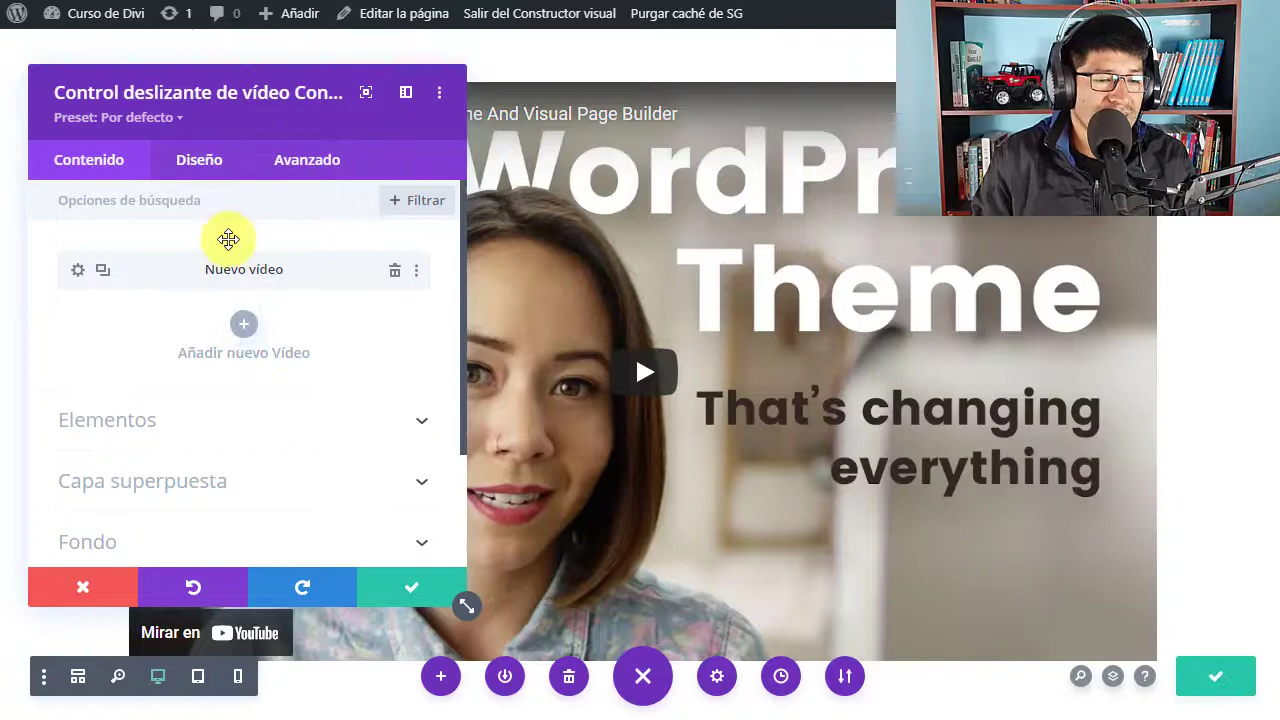 Curso de Divi 1 0 Añadir Editar la página Salir del Constructor visual Purgar caché de SG
Control deslizante de vídeo Con...
Preset: Por defecto
Contenido Diseño Avanzado
Opciones de búsqueda + Filtrar
Nuevo vídeo
Añadir nuevo Vídeo
Elementos
Capa superpuesta
Fondo
me And Visual Page Builder
WordPr
Theme
That's changing
everything
Mirar en YouTube